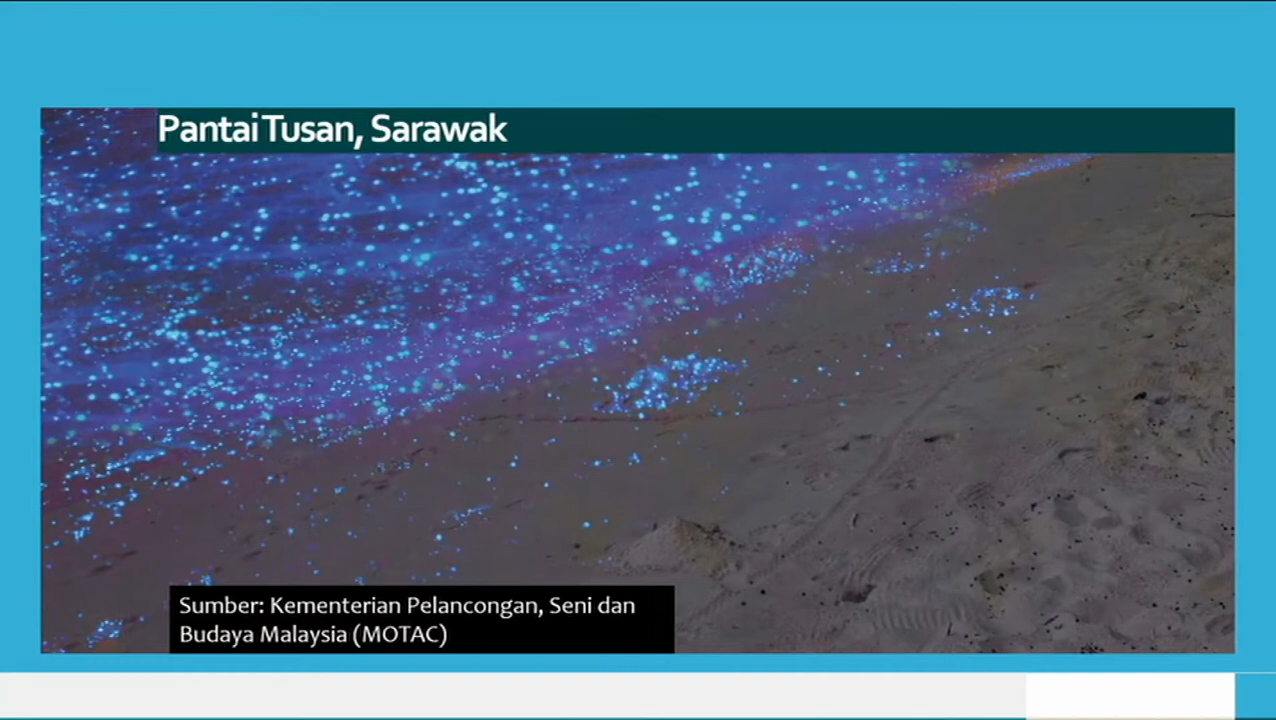 Pantai Tusan, Sarawak
Sumber: Kementerian Pelancongan, Seni dan
Budaya Malaysia (MOTAC)